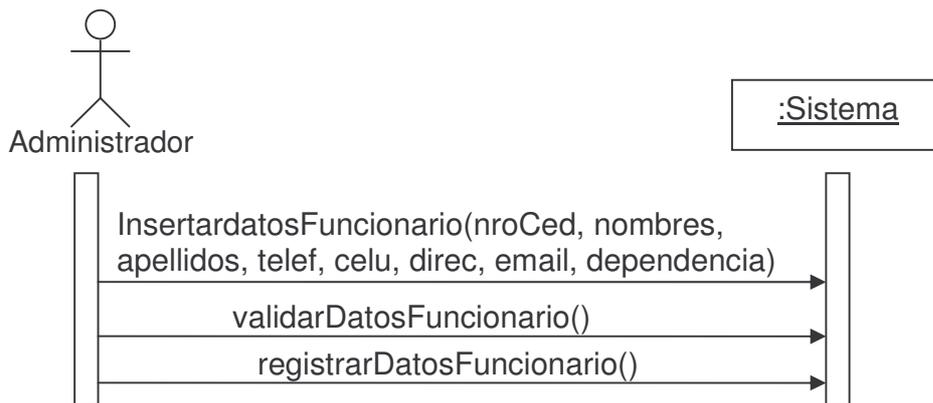 Administrador
:Sistema
InsertardatosFuncionario(nroCed, nombres,
apellidos, telef, celu, direc, email, dependencia)
validarDatosFuncionario()
registrarDatosFuncionario()